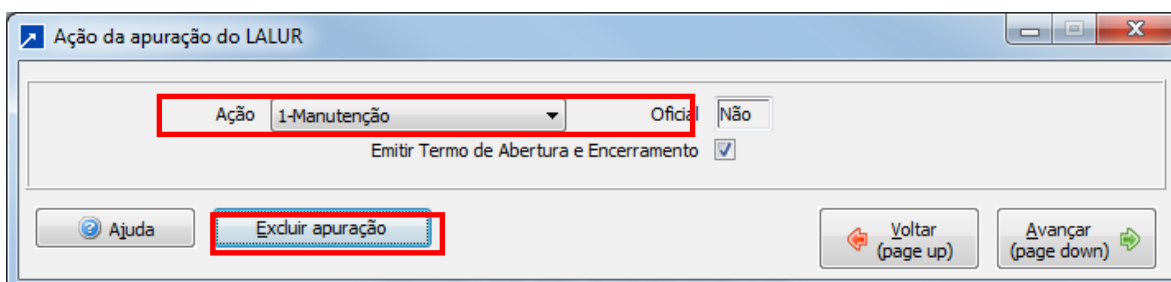 Ação da apuração do LALUR
Ação 1-Manutenção Oficial Não
Emitir Termo de Abertura e Encerramento
Ajuda Excluir apuração Voltar (page up) Avançar (page down)